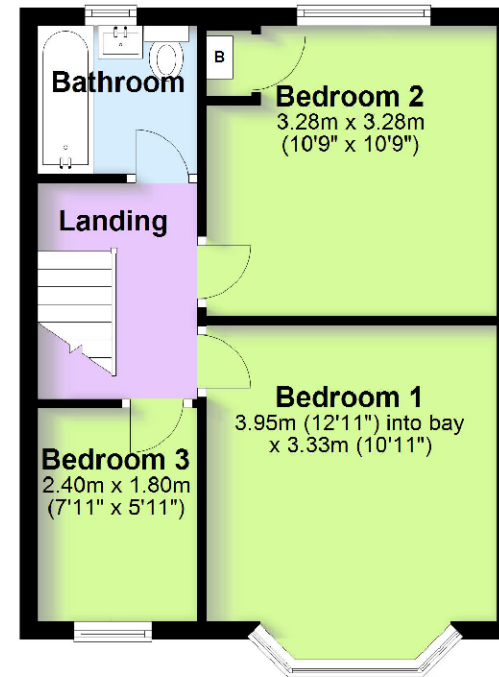 Bathroom
B
Bedroom 2
3.28m x 3.28m
(10'9" x 10'9")
Landing
Bedroom 1
3.95m (12'11") into bay
x 3.33m (10'11")
Bedroom 3
2.40m x 1.80m
(7'11" x 5'11")